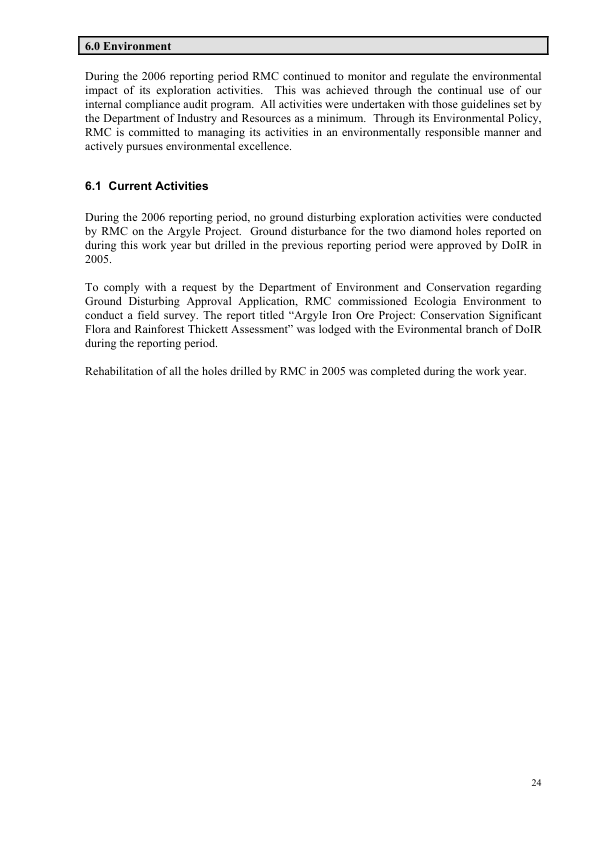 6.0 Environment
During the 2006 reporting period RMC continued to monitor and regulate the environmental
impact of its exploration activities.  This was achieved through the continual use of our
internal compliance audit program.  All activities were undertaken with those guidelines set by
the Department of Industry and Resources as a minimum.  Through its Environmental Policy,
RMC is committed to managing its activities in an environmentally responsible manner and
actively pursues environmental excellence.
6.1  Current Activities
During the 2006 reporting period, no ground disturbing exploration activities were conducted
by RMC on the Argyle Project.  Ground disturbance for the two diamond holes reported on
during this work year but drilled in the previous reporting period were approved by DoIR in
2005.
To comply with a request by the Department of Environment and Conservation regarding
Ground Disturbing Approval Application, RMC commissioned Ecologia Environment to
conduct a field survey. The report titled “Argyle Iron Ore Project: Conservation Significant
Flora and Rainforest Thickett Assessment” was lodged with the Evironmental branch of DoIR
during the reporting period.
Rehabilitation of all the holes drilled by RMC in 2005 was completed during the work year.
24